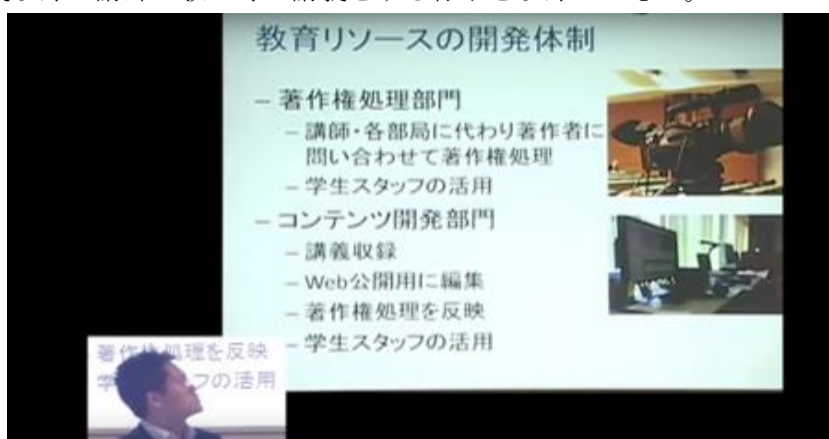 教育リソースの開発体制
– 著作権処理部門
– 講師・各部局に代わり著作者に
問い合わせて著作権処理
– 学生スタッフの活用
– コンテンツ開発部門
– 講義収録
– Web公開用に編集
– 著作権処理を反映
– 学生スタッフの活用
著作 処理を反映
学 フの活用